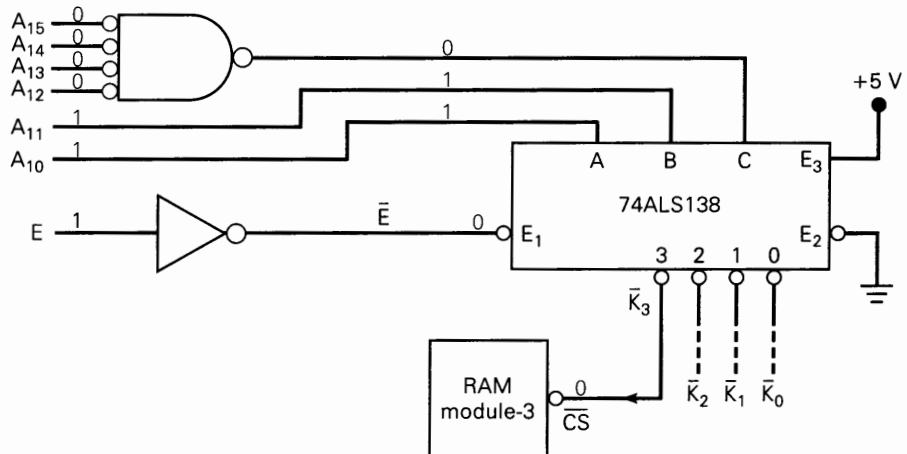 A₁₅ 0
A₁₄ 0
A₁₃ 0
A₁₂ 0
0
A₁₁ 1 1
A₁₀ 1 1
+5 V
A B C E₃
74ALS138
E 1 E̅ 0 E₁ E₂
3 2 1 0
K̅₃
K̅₂ K̅₁ K̅₀
RAM
module-3
0
C̅S̅